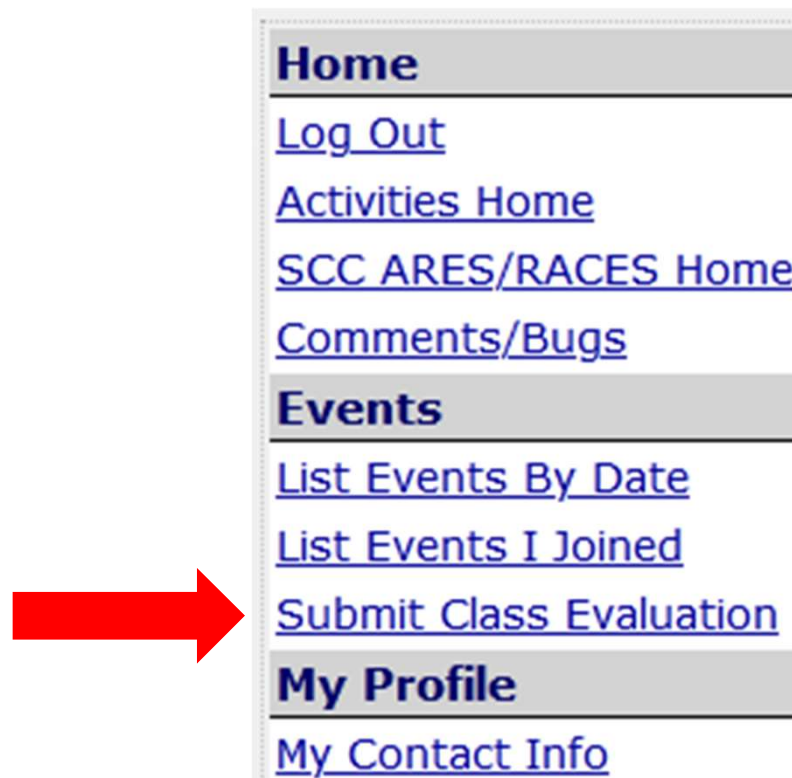 Home
Log Out
Activities Home
SCC ARES/RACES Home
Comments/Bugs
Events
List Events By Date
List Events I Joined
Submit Class Evaluation
My Profile
My Contact Info